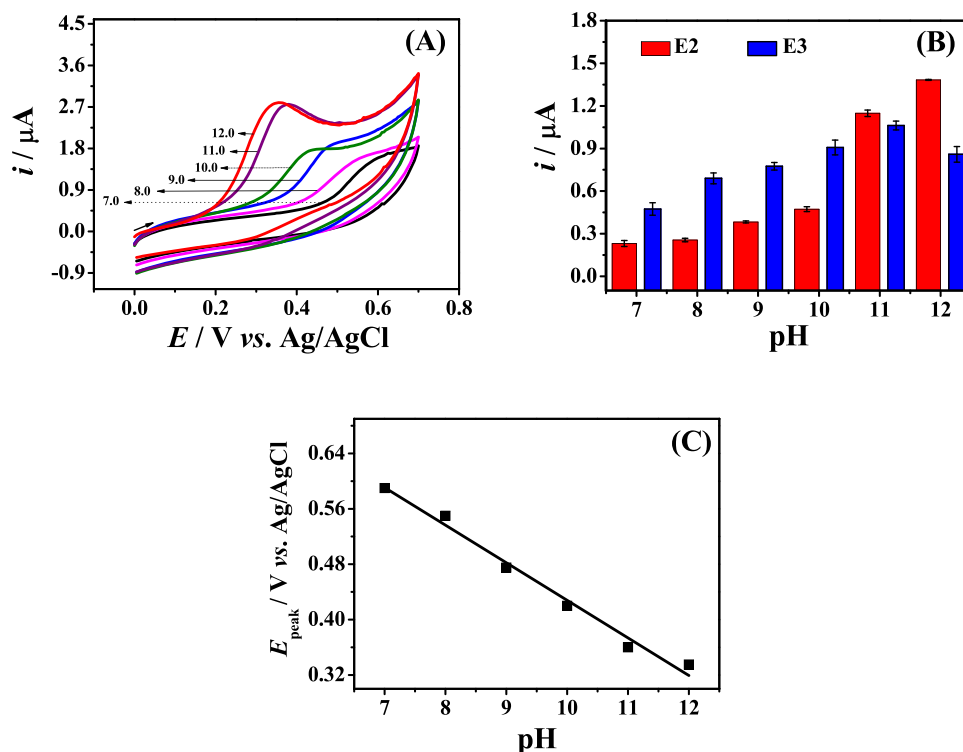 (A)
i / μA
4.5
3.6
2.7
1.8
0.9
0.0
-0.9
12.0
11.0
10.0
9.0
8.0
7.0
0.0 0.2 0.4 0.6 0.8
E / V vs. Ag/AgCl
(B)
E2 E3
i / μA
1.8
1.5
1.2
0.9
0.6
0.3
0.0
7 8 9 10 11 12
pH
(C)
E peak / V vs. Ag/AgCl
0.64
0.56
0.48
0.40
0.32
7 8 9 10 11 12
pH